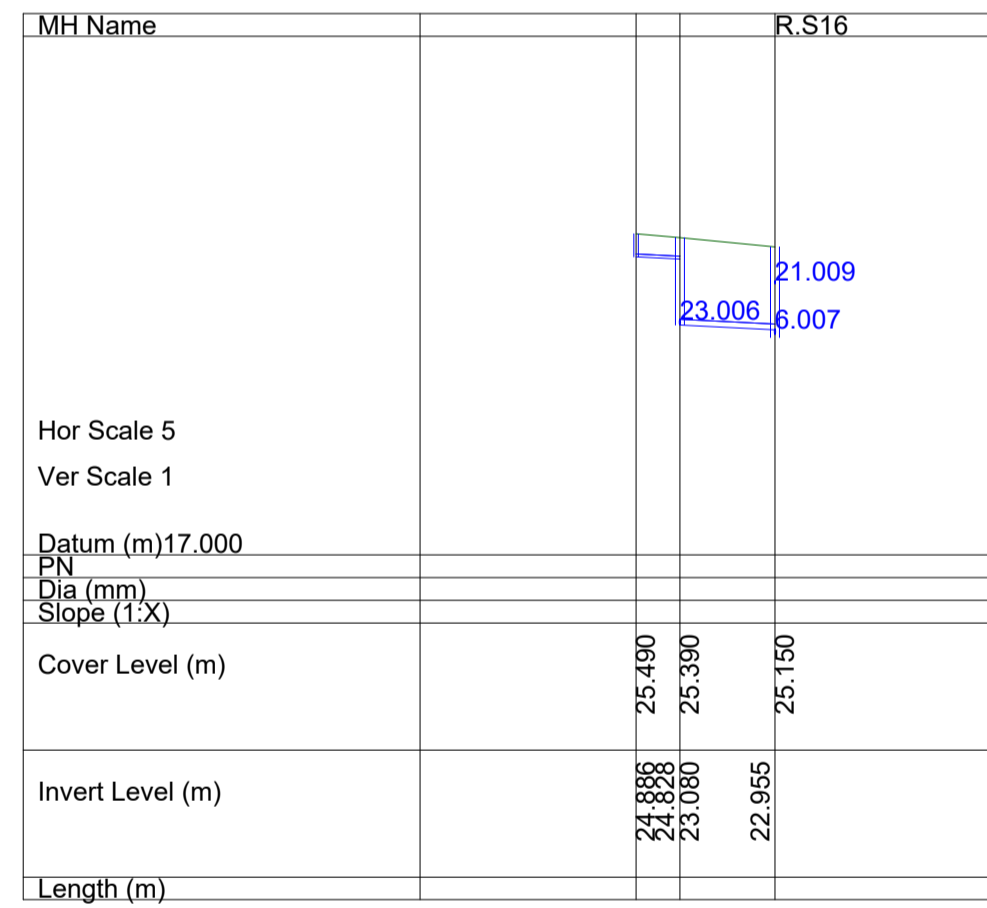 MH Name R.S16
21.009
23.006 6.007
Hor Scale 5
Ver Scale 1
Datum (m)17.000
PN
Dia (mm)
Slope (1:X)
Cover Level (m) 25.490 25.390 25.150
Invert Level (m) 24.886 24.828 23.080 22.955
Length (m)